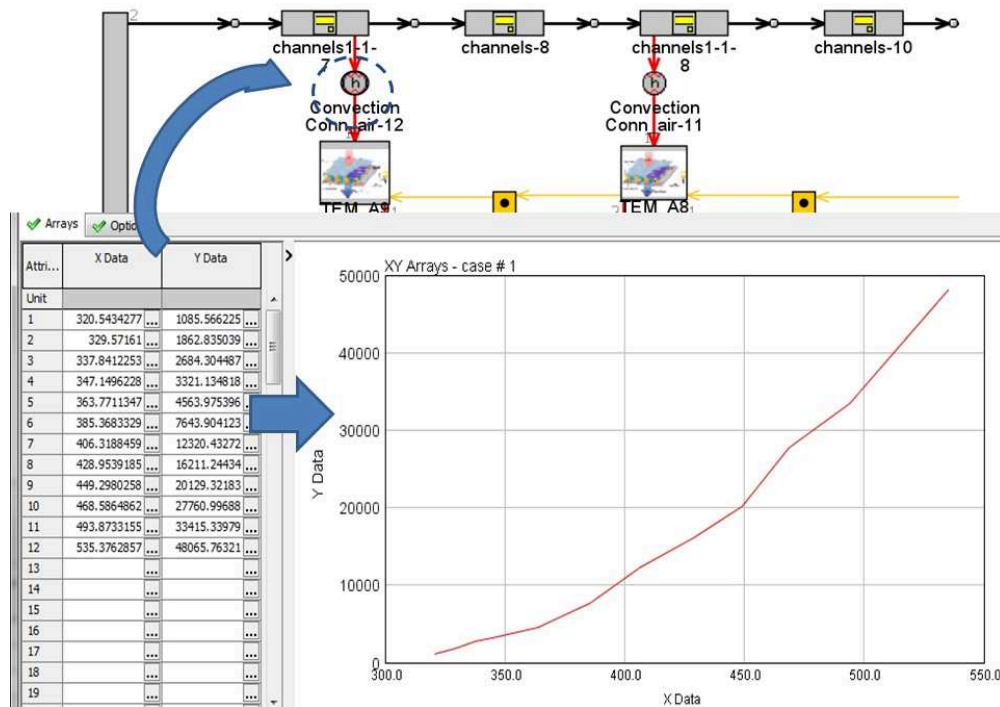 2
channels1-1-
7
channels-8
channels1-1-
8
channels-10
h
h
Convection
Conn_air-12
Convection
Conn_air-11
TEM_A9
TEM_A8
Arrays
Optio
Attri...
X Data
Y Data
Unit
1 320.5434277 ... 1085.566225 ...
2 329.57161 ... 1862.835039 ...
3 337.8412253 ... 2684.304487 ...
4 347.1496228 ... 3321.134818 ...
5 363.7711347 ... 4563.975396
6 385.3683329 ... 7643.904123
7 406.3188459 ... 12320.43272 ...
8 428.9539185 ... 16211.24434 ...
9 449.2980258 ... 20129.32183 ...
10 468.5864862 ... 27760.99688 ...
11 493.8733155 ... 33415.33979 ...
12 535.3762857 ... 48065.76321 ...
13 ... ...
14 ... ...
15 ... ...
16 ... ...
17 ... ...
18 ... ...
19 ... ...
XY Arrays - case # 1
Y Data
50000
40000
30000
20000
10000
0
300.0 350.0 400.0 450.0 500.0 550.0
X Data